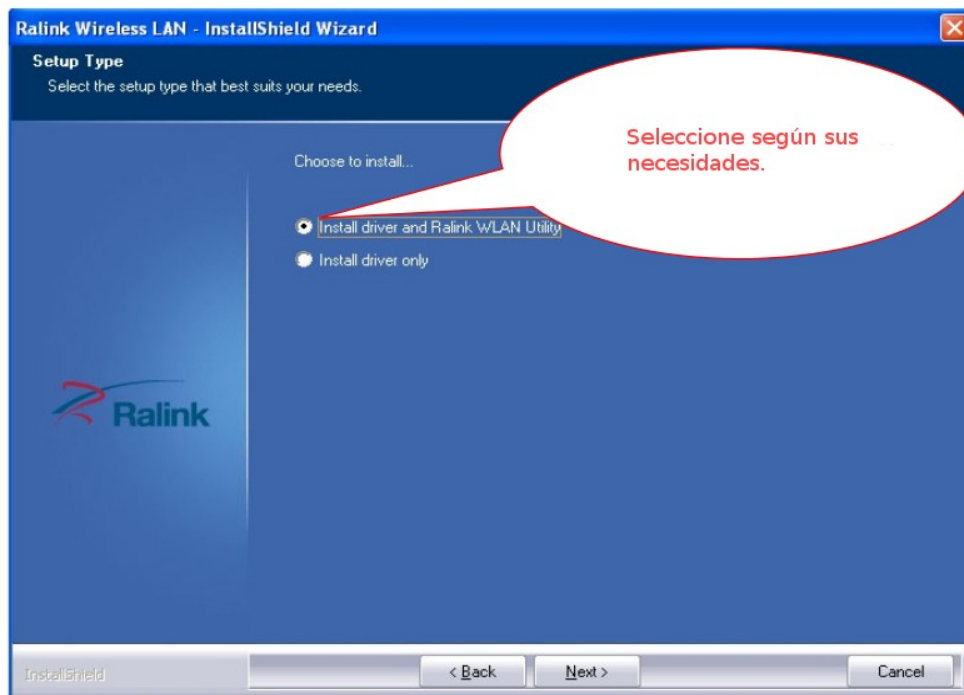 Ralink Wireless LAN - InstallShield Wizard
Setup Type
Select the setup type that best suits your needs.
Seleccione según sus
necesidades.
Choose to install...
Install driver and Ralink WLAN Utility
Install driver only
Ralink
InstallShield
< Back
Next >
Cancel